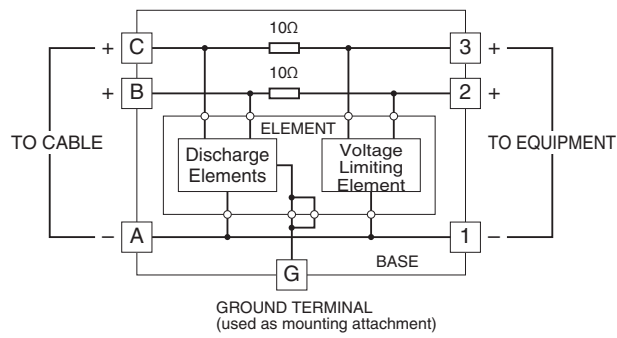 10Ω
+ C 3 +
10Ω
+ B 2 +
ELEMENT
TO CABLE
Discharge
Elements
Voltage
Limiting
Element
TO EQUIPMENT
– A 1 –
BASE
G
GROUND TERMINAL
(used as mounting attachment)